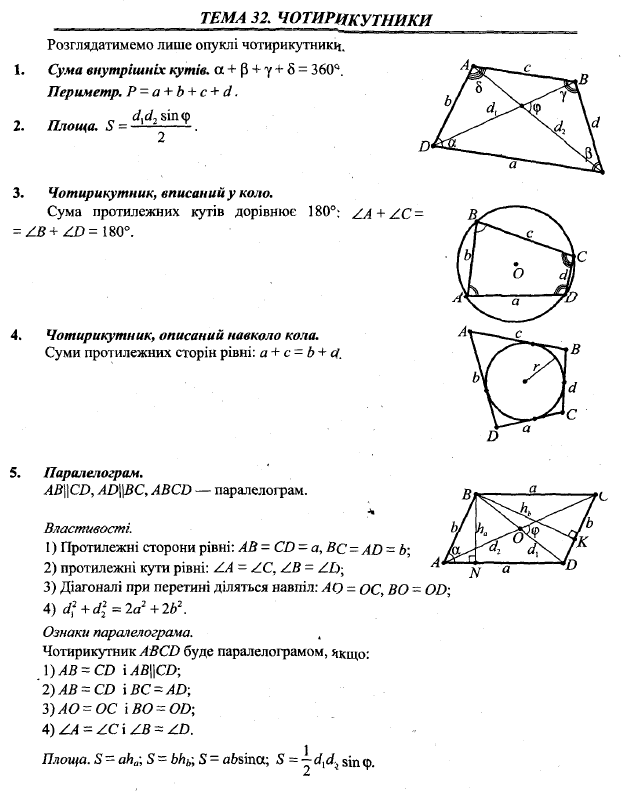 ТЕМА 32. ЧОТИРИКУТНИКИ
Розглядатимемо лише опуклі чотирикутники.
1. Сума внутрішніх кутів. α + β + γ + δ = 360°.
Периметр. P = a + b + c + d .
2. Площа. S = d₁d₂ sin φ / 2 .
A c B
δ γ
b d₁ φ d
d₂
D α β
a
3. Чотирикутник, вписаний у коло.
Сума протилежних кутів дорівнює 180°: ∠A + ∠C =
= ∠B + ∠D = 180°.
B
c
b C
O d
A a D
4. Чотирикутник, описаний навколо кола.
Суми протилежних сторін рівні: a + c = b + d.
A c B
r
b d
C
D a
5. Паралелограм.
AB||CD, AD||BC, ABCD — паралелограм.
B a C
b hₐ h_b b
O φ K
α d₂ d₁
A N a D
Властивості.
1) Протилежні сторони рівні: AB = CD = a, BC = AD = b;
2) протилежні кути рівні: ∠A = ∠C, ∠B = ∠D;
3) Діагоналі при перетині діляться навпіл: AO = OC, BO = OD;
4) d₁² + d₂² = 2a² + 2b².
Ознаки паралелограма.
Чотирикутник ABCD буде паралелограмом, якщо:
1) AB = CD і AB||CD;
2) AB = CD і BC = AD;
3) AO = OC і BO = OD;
4) ∠A = ∠C і ∠B = ∠D.
Площа. S = ahₐ; S = bh_b; S = absinα; S = 1/2 d₁d₂ sin φ.